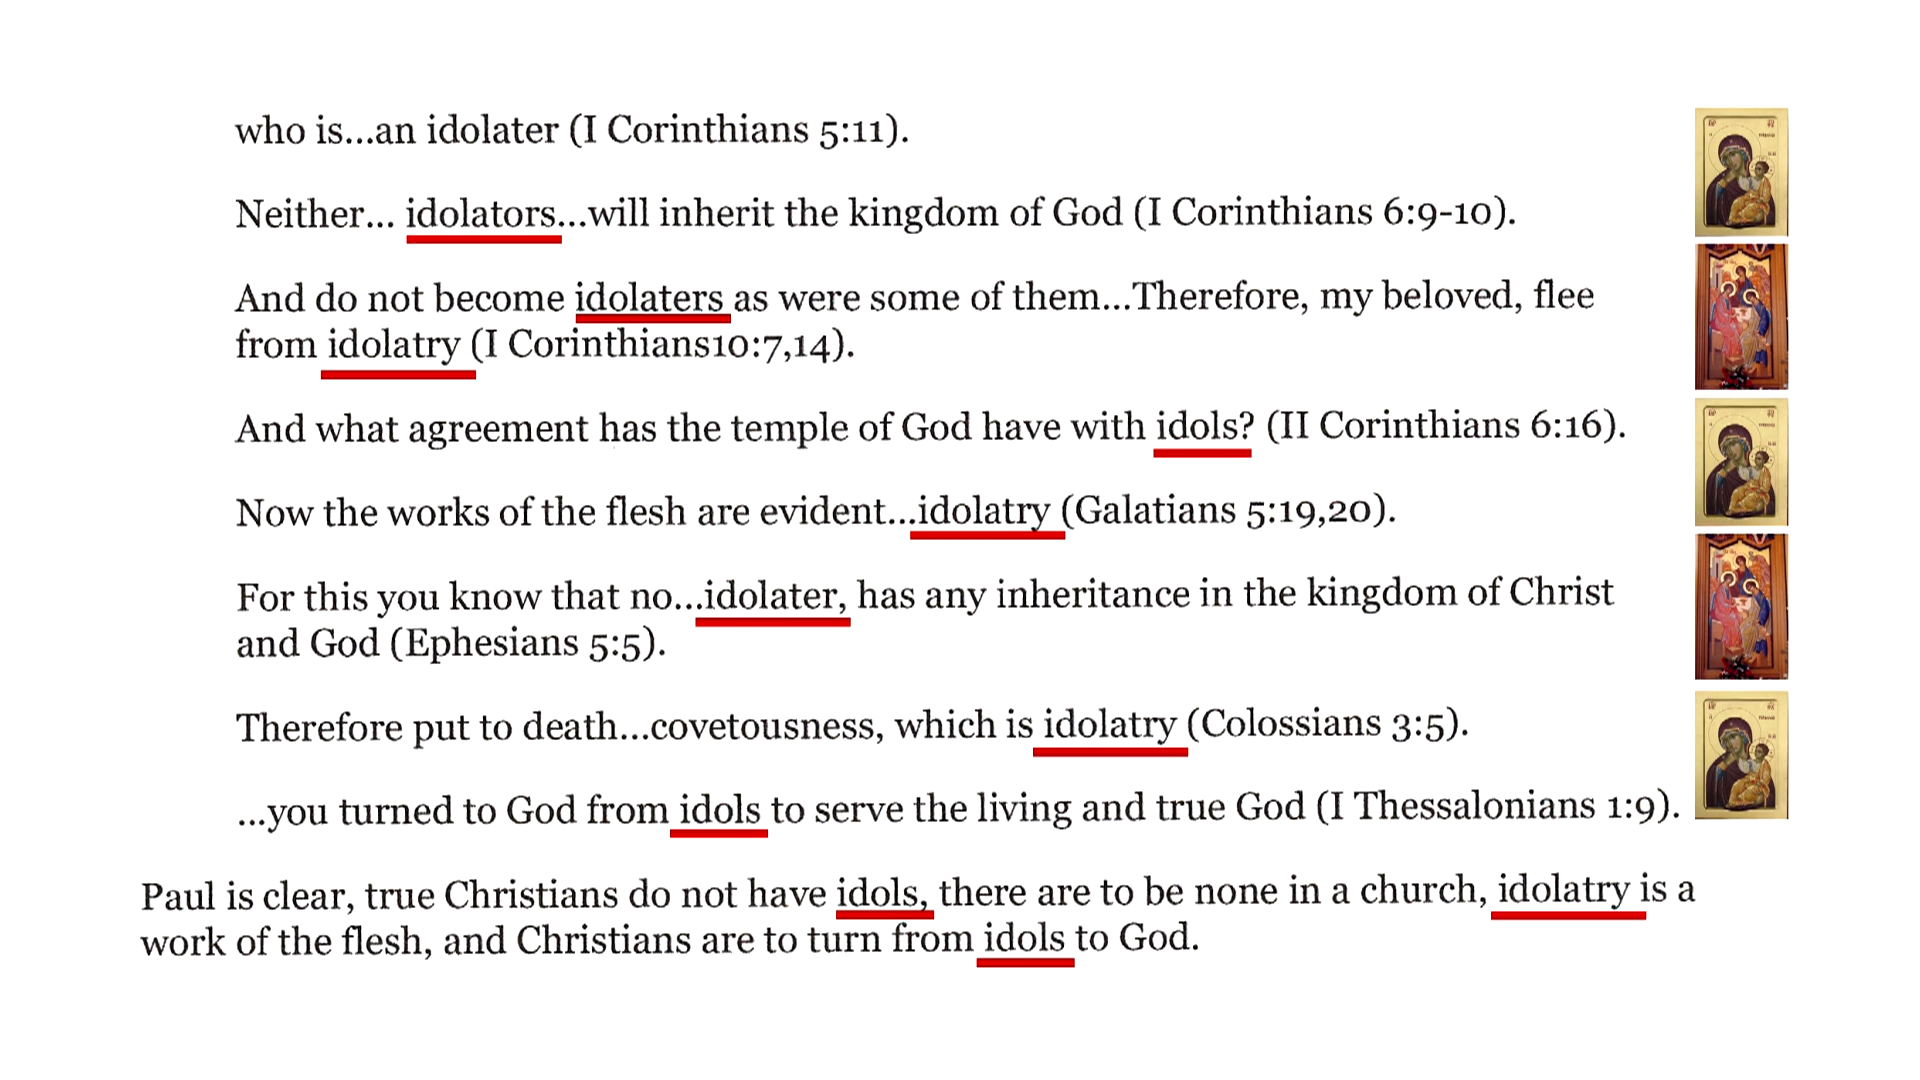 who is...an idolater (I Corinthians 5:11).
Neither... idolators...will inherit the kingdom of God (I Corinthians 6:9-10).
And do not become idolaters as were some of them...Therefore, my beloved, flee
from idolatry (I Corinthians10:7,14).
And what agreement has the temple of God have with idols? (II Corinthians 6:16).
Now the works of the flesh are evident...idolatry (Galatians 5:19,20).
For this you know that no...idolater, has any inheritance in the kingdom of Christ
and God (Ephesians 5:5).
Therefore put to death...covetousness, which is idolatry (Colossians 3:5).
...you turned to God from idols to serve the living and true God (I Thessalonians 1:9).
Paul is clear, true Christians do not have idols, there are to be none in a church, idolatry is a
work of the flesh, and Christians are to turn from idols to God.